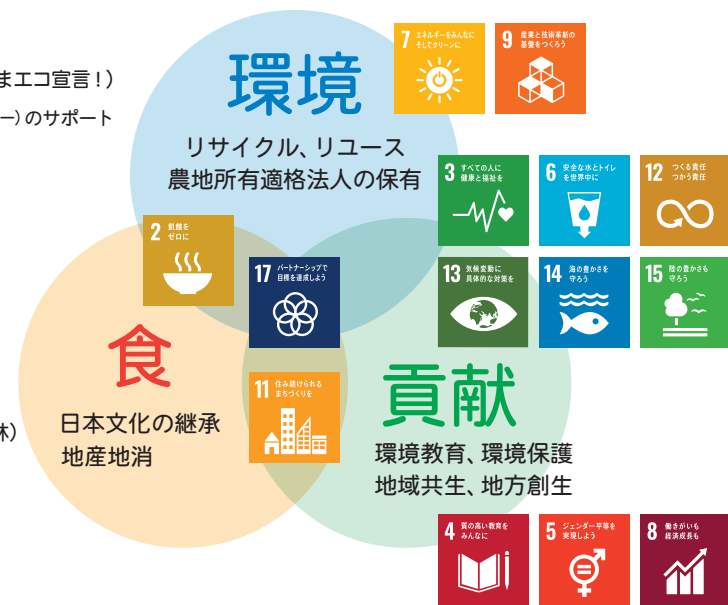 まエコ宣言！）
ー）のサポート
環境
リサイクル、リユース
農地所有適格法人の保有
7 エネルギーをみんなに
そしてクリーンに
9 産業と技術革新の
基盤をつくろう
3 すべての人に
健康と福祉を
6 安全な水とトイレ
を世界中に
12 つくる責任
つかう責任
2 飢餓を
ゼロに
17 パートナーシップで
目標を達成しよう
13 気候変動に
具体的な対策を
14 海の豊かさを
守ろう
15 陸の豊かさも
守ろう
食
日本文化の継承
地産地消
林）
11 住み続けられる
まちづくりを
貢献
環境教育、環境保護
地域共生、地方創生
4 質の高い教育を
みんなに
5 ジェンダー平等を
実現しよう
8 働きがいも
経済成長も